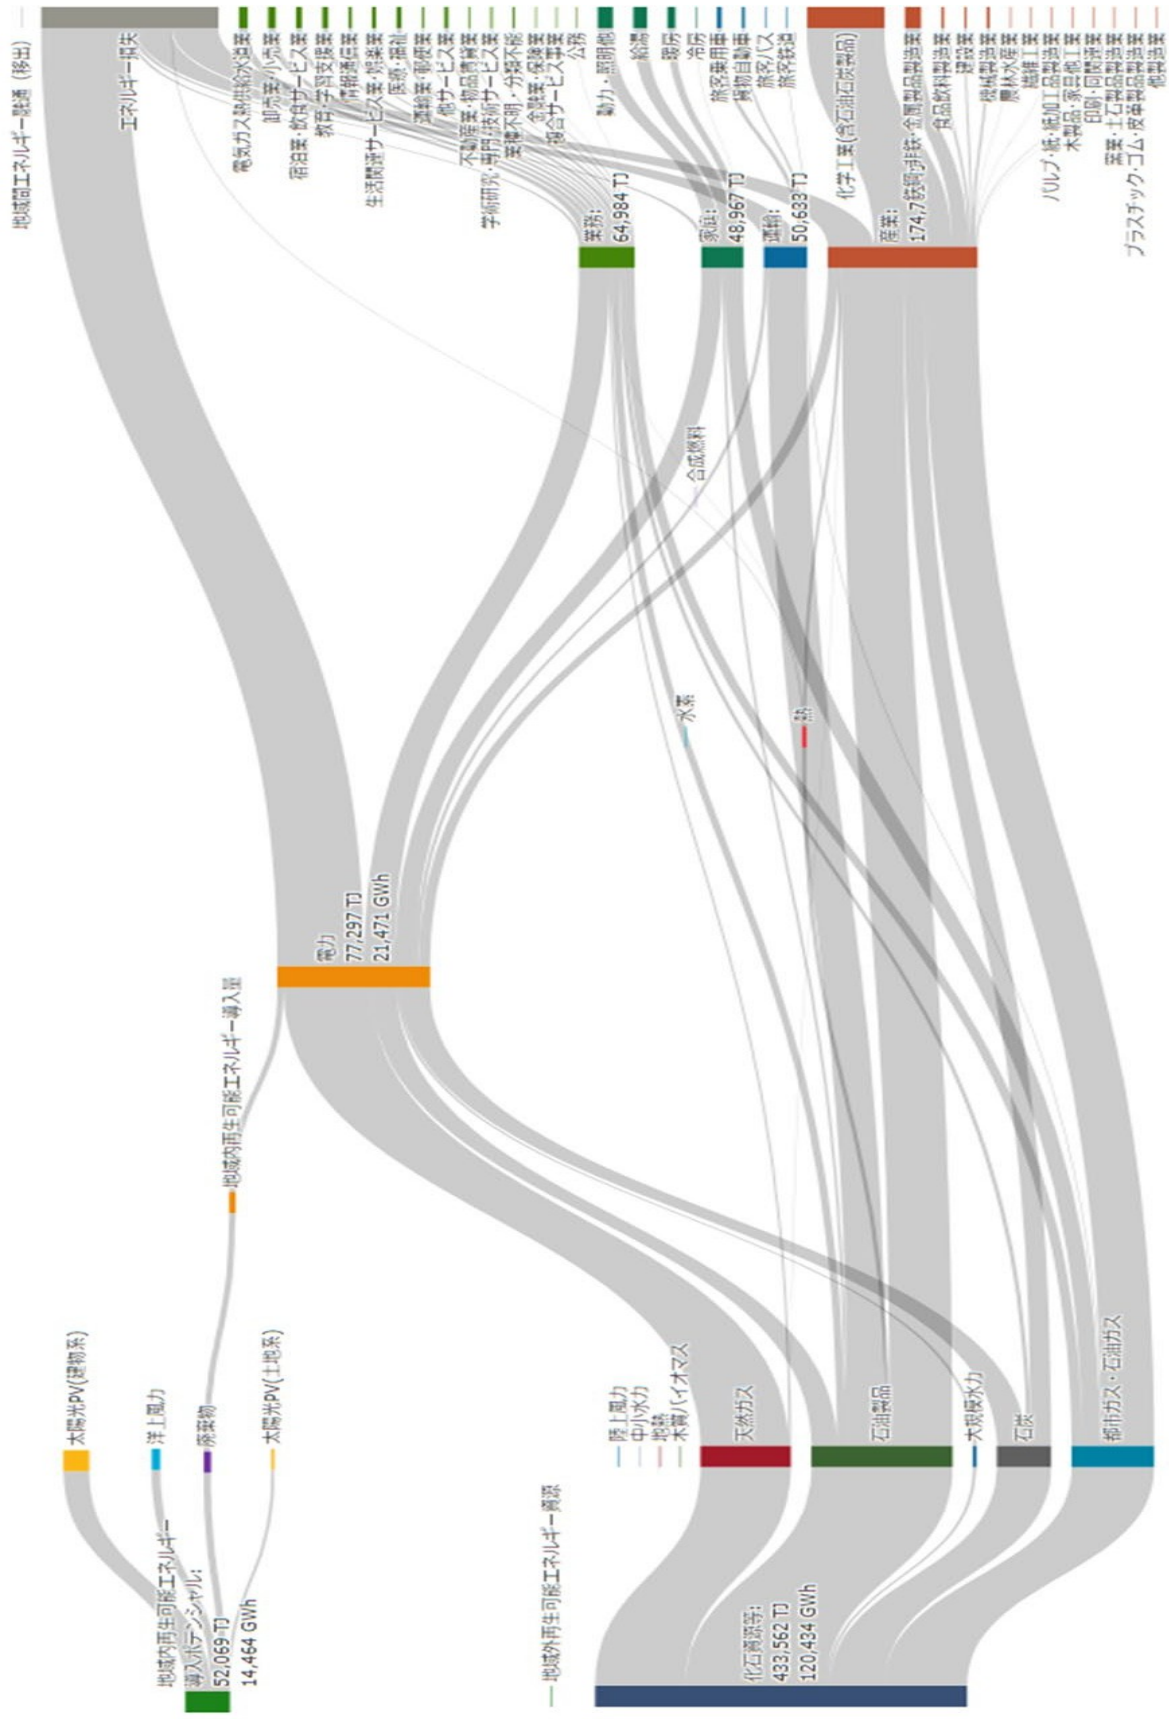 地域内再生可能エネルギー
導入ポテンシャル:
52,069 TJ
14,464 GWh
太陽光PV(建物系)
洋上風力
廃棄物
太陽光PV(土地系)
地域内再生可能エネルギー導入量
地域外再生可能エネルギー資源
化石資源等:
433,562 TJ
120,434 GWh
陸上風力
中小水力
地熱
木質バイオマス
天然ガス
石油製品
大規模水力
石炭
都市ガス・石油ガス
電力
77,297 TJ
21,471 GWh
水素
熱
合成燃料
業務:
64,984 TJ
家庭:
48,967 TJ
運輸:
50,633 TJ
産業:
174,7
地域間エネルギー融通(移出)
エネルギー損失
電気ガス熱供給水道業
卸売業・小売業
宿泊業・飲食サービス業
教育・学習支援業
情報通信業
生活関連サービス業・娯楽業
医療・福祉
運輸業・郵便業
他サービス業
不動産業・物品賃貸業
学術研究・専門・技術サービス業
業種不明・分類不能
金融業・保険業
複合サービス事業
公務
動力・照明他
給湯
暖房
冷房
旅客乗用車
貨物自動車
旅客バス
旅客鉄道
化学工業(含石油石炭製品)
鉄鋼・非鉄・金属製品製造業
食品飲料製造業
建設業
機械製造業
農林水産業
繊維工業
パルプ・紙・紙加工品製造業
木製品・家具他工業
印刷・同関連業
窯業・土石製品製造業
プラスチック・ゴム・皮革製品製造業
他製造業